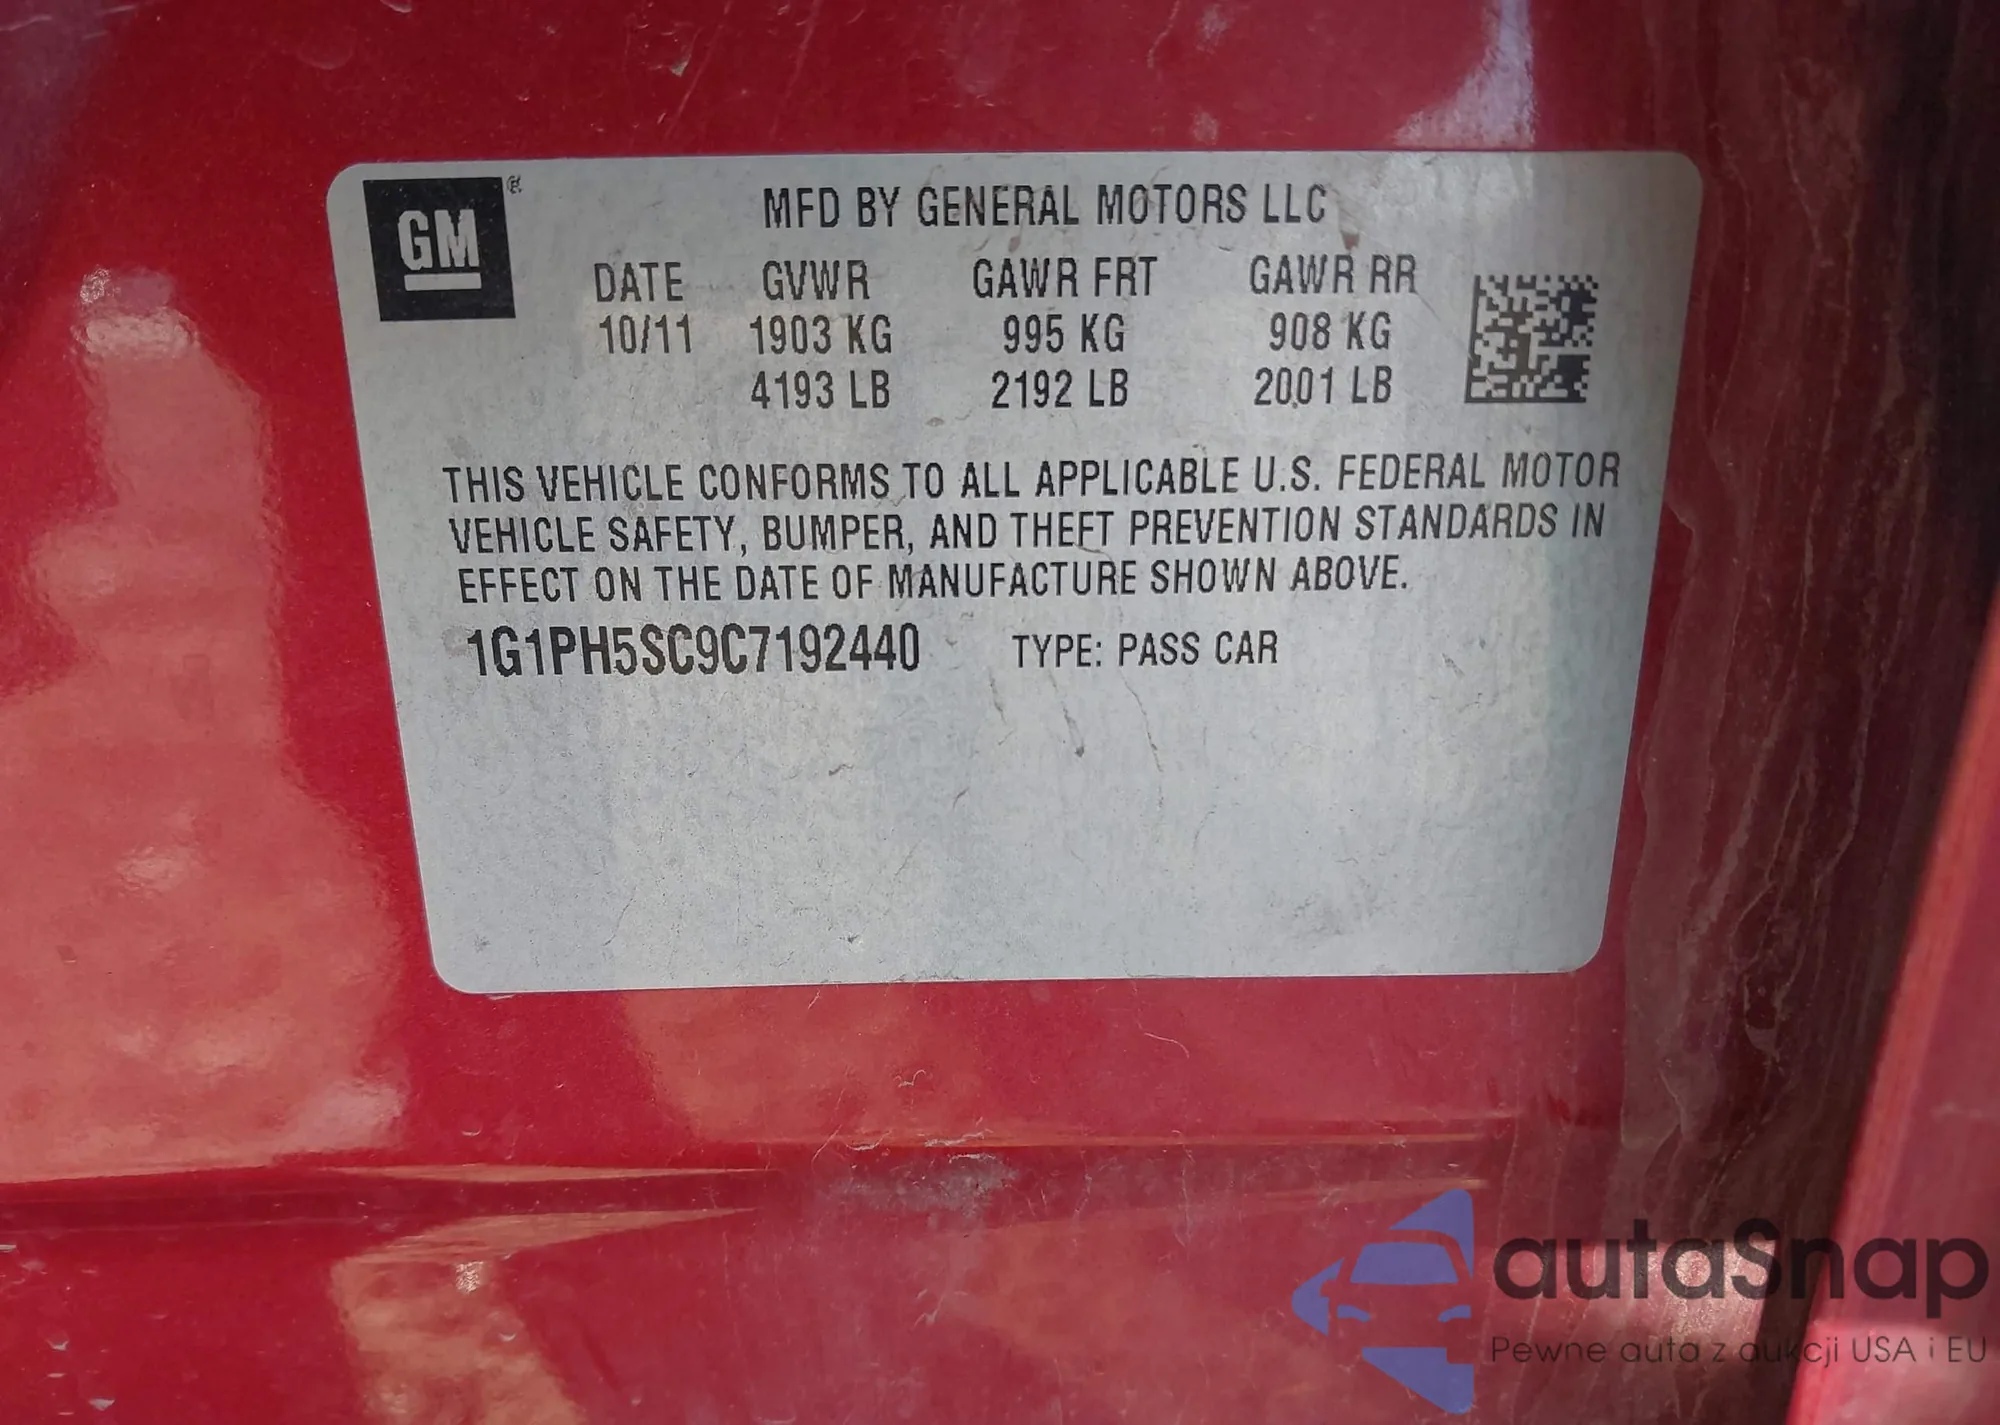 GM®
MFD BY GENERAL MOTORS LLC
DATE GVWR GAWR FRT GAWR RR
10/11 1903 KG 995 KG 908 KG
4193 LB 2192 LB 2001 LB
THIS VEHICLE CONFORMS TO ALL APPLICABLE U.S. FEDERAL MOTOR
VEHICLE SAFETY, BUMPER, AND THEFT PREVENTION STANDARDS IN
EFFECT ON THE DATE OF MANUFACTURE SHOWN ABOVE.
1G1PH5SC9C7192440 TYPE: PASS CAR
autaSnap
Pewne auta z aukcji USA i EU